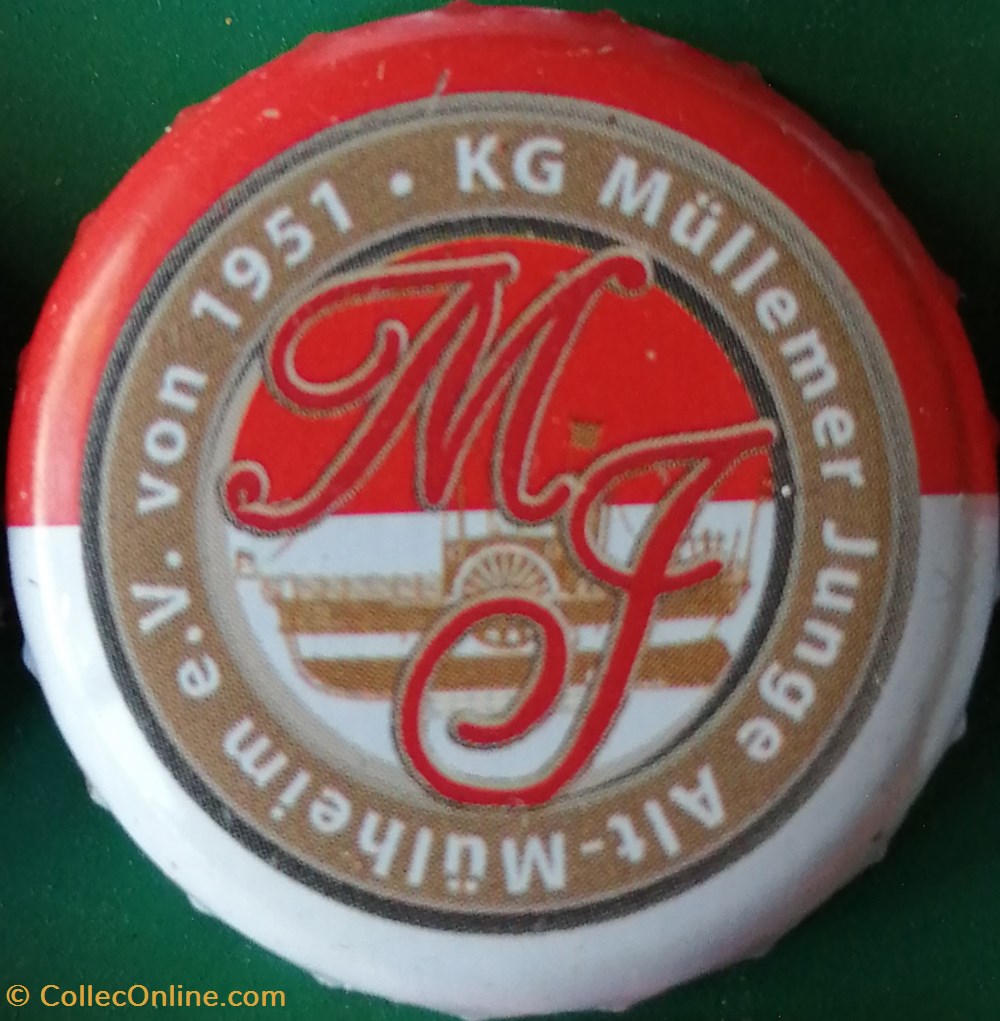 KG Müllemer Junge Alt-Mülheim e.V. von 1951 •
MJ
© CollecOnline.com